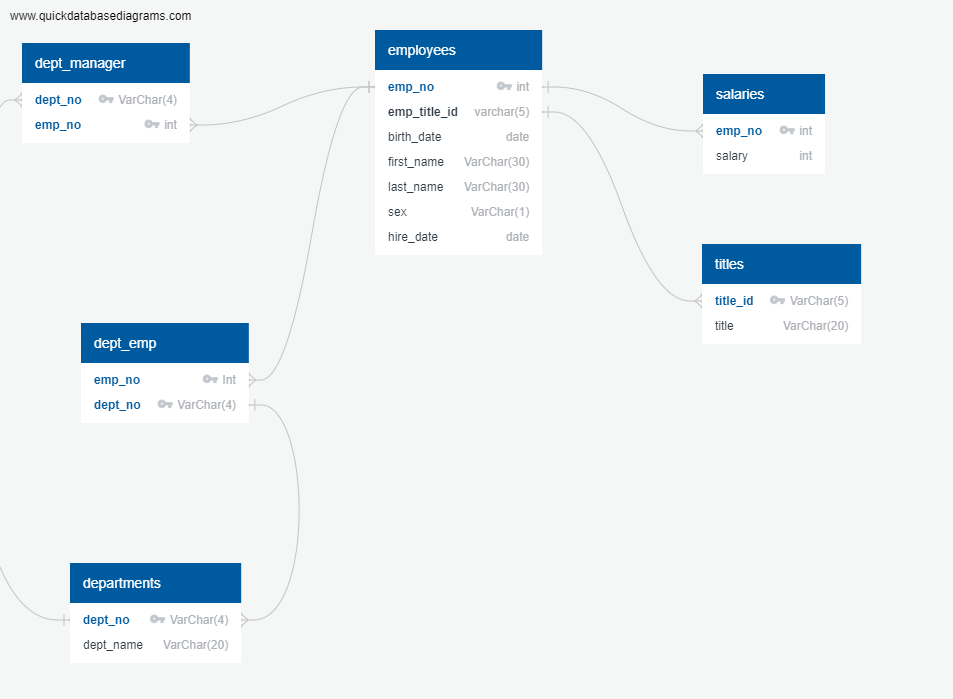 www.quickdatabasediagrams.com
dept_manager
dept_no VarChar(4)
emp_no int
employees
emp_no int
emp_title_id varchar(5)
birth_date date
first_name VarChar(30)
last_name VarChar(30)
sex VarChar(1)
hire_date date
salaries
emp_no int
salary int
titles
title_id VarChar(5)
title VarChar(20)
dept_emp
emp_no Int
dept_no VarChar(4)
departments
dept_no VarChar(4)
dept_name VarChar(20)